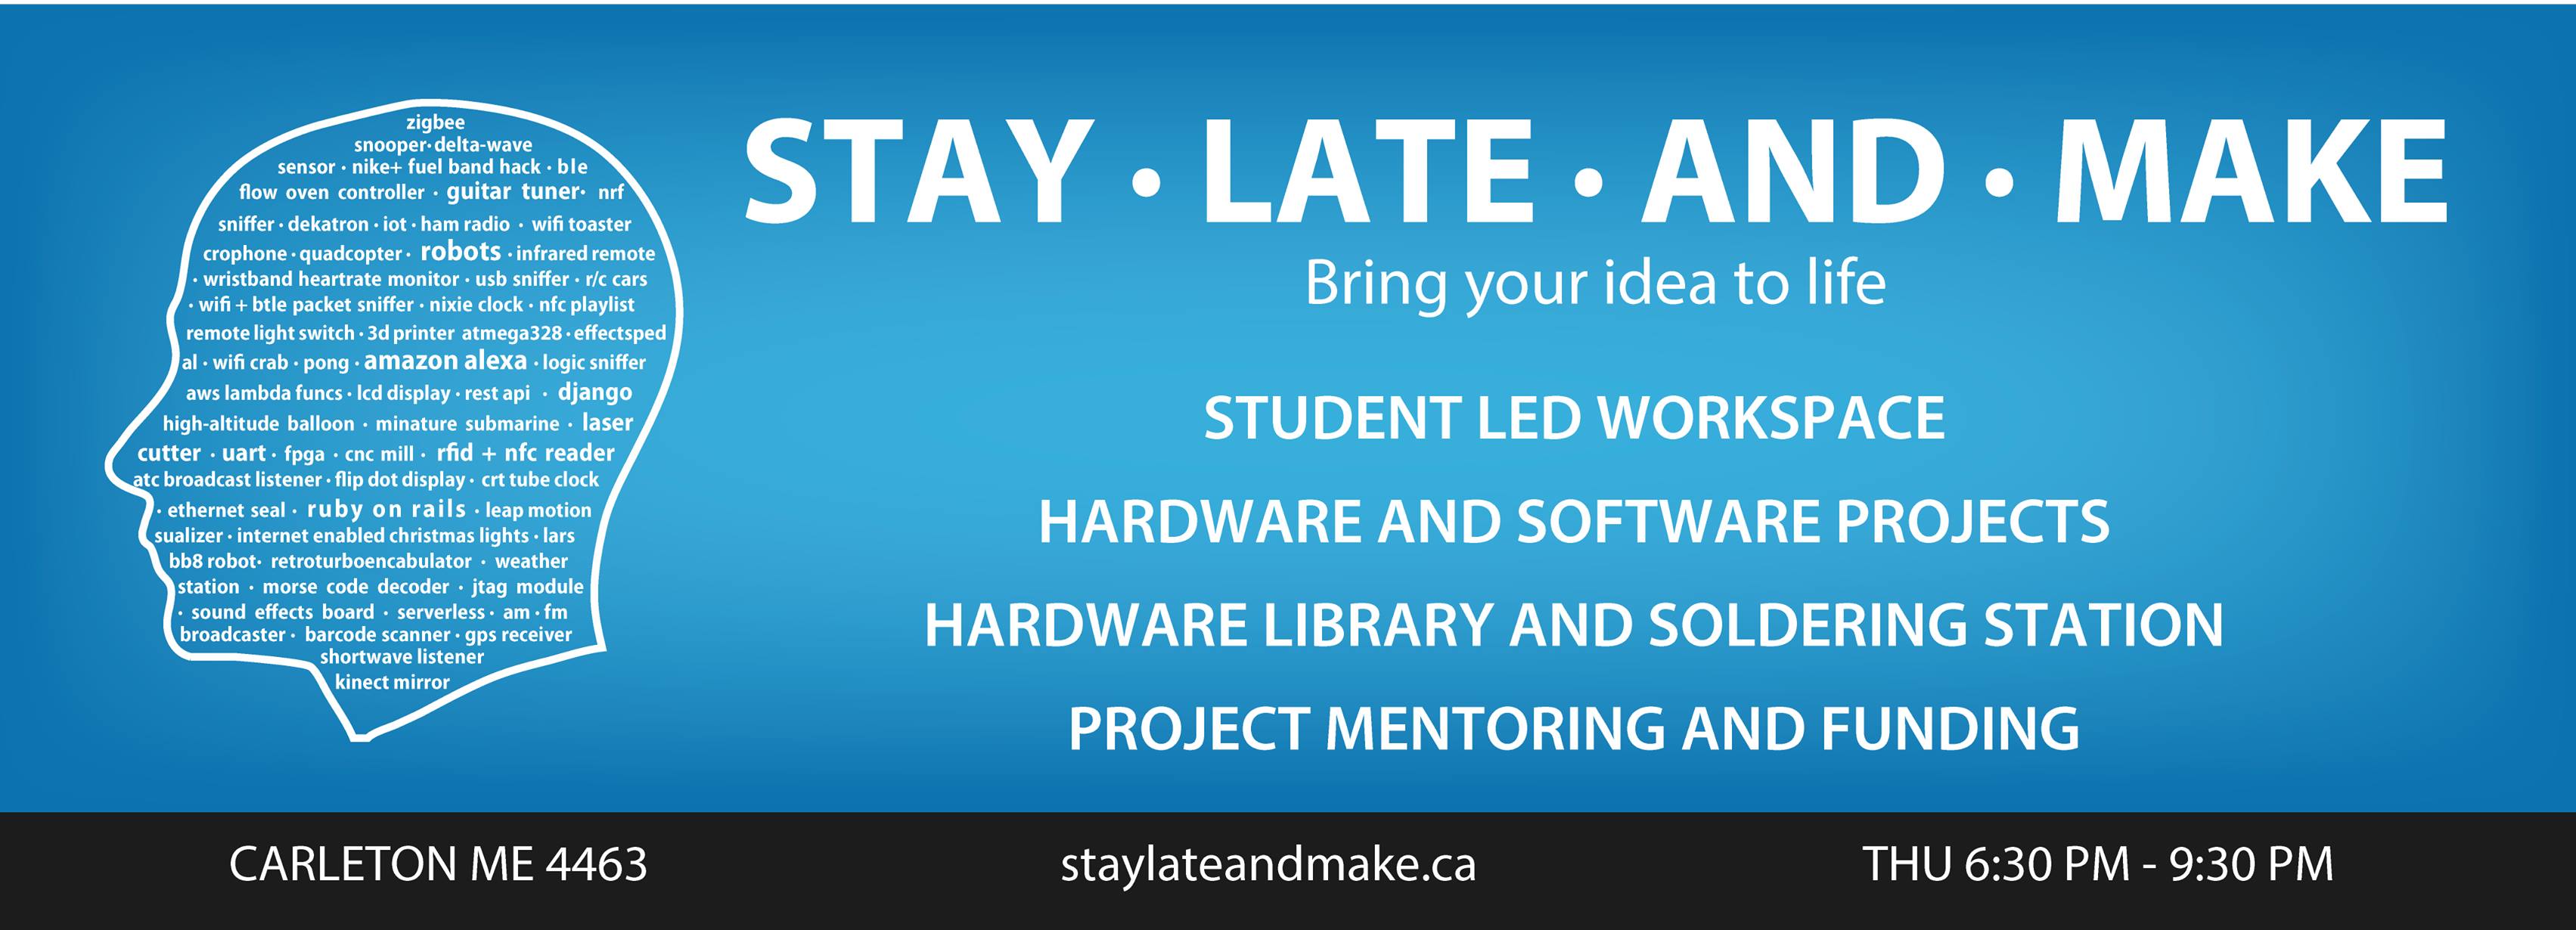 zigbee
snooper· delta-wave
sensor · nike+ fuel band hack · ble
flow oven controller · guitar tuner· nrf
sniffer · dekatron · iot · ham radio · wifi toaster
crophone · quadcopter · robots · infrared remote
· wristband heartrate monitor · usb sniffer · r/c cars
· wifi + btle packet sniffer · nixie clock · nfc playlist
remote light switch · 3d printer atmega328 · effectsped
al · wifi crab · pong · amazon alexa · logic sniffer
aws lambda funcs · lcd display · rest api · django
high-altitude balloon · minature submarine · laser
cutter · uart · fpga · cnc mill · rfid + nfc reader
atc broadcast listener · flip dot display · crt tube clock
· ethernet seal · ruby on rails · leap motion
sualizer · internet enabled christmas lights · lars
bb8 robot· retroturboencabulator · weather
station · morse code decoder · jtag module
· sound effects board · serverless · am · fm
broadcaster · barcode scanner · gps receiver
shortwave listener
kinect mirror
STAY · LATE · AND · MAKE
Bring your idea to life
STUDENT LED WORKSPACE
HARDWARE AND SOFTWARE PROJECTS
HARDWARE LIBRARY AND SOLDERING STATION
PROJECT MENTORING AND FUNDING
CARLETON ME 4463
staylateandmake.ca
THU 6:30 PM - 9:30 PM